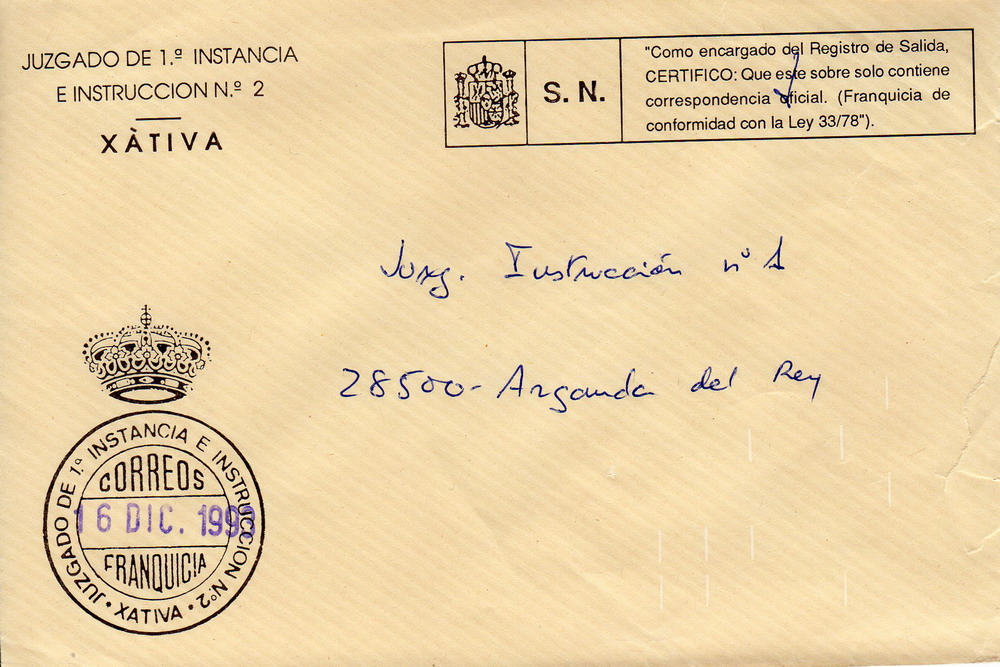 JUZGADO DE 1.ª INSTANCIA
E INSTRUCCION N.º 2
XÀTIVA
S. N.
"Como encargado del Registro de Salida,
CERTIFICO: Que este sobre solo contiene
correspondencia oficial. (Franquicia de
conformidad con la Ley 33/78").
Juzg. Instrucción nº 1
28500- Arganda del Rey
JUZGADO DE 1.ª INSTANCIA E INSTRUCCION N.º 2 · XATIVA ·
CORREOS
16 DIC. 1993
FRANQUICIA